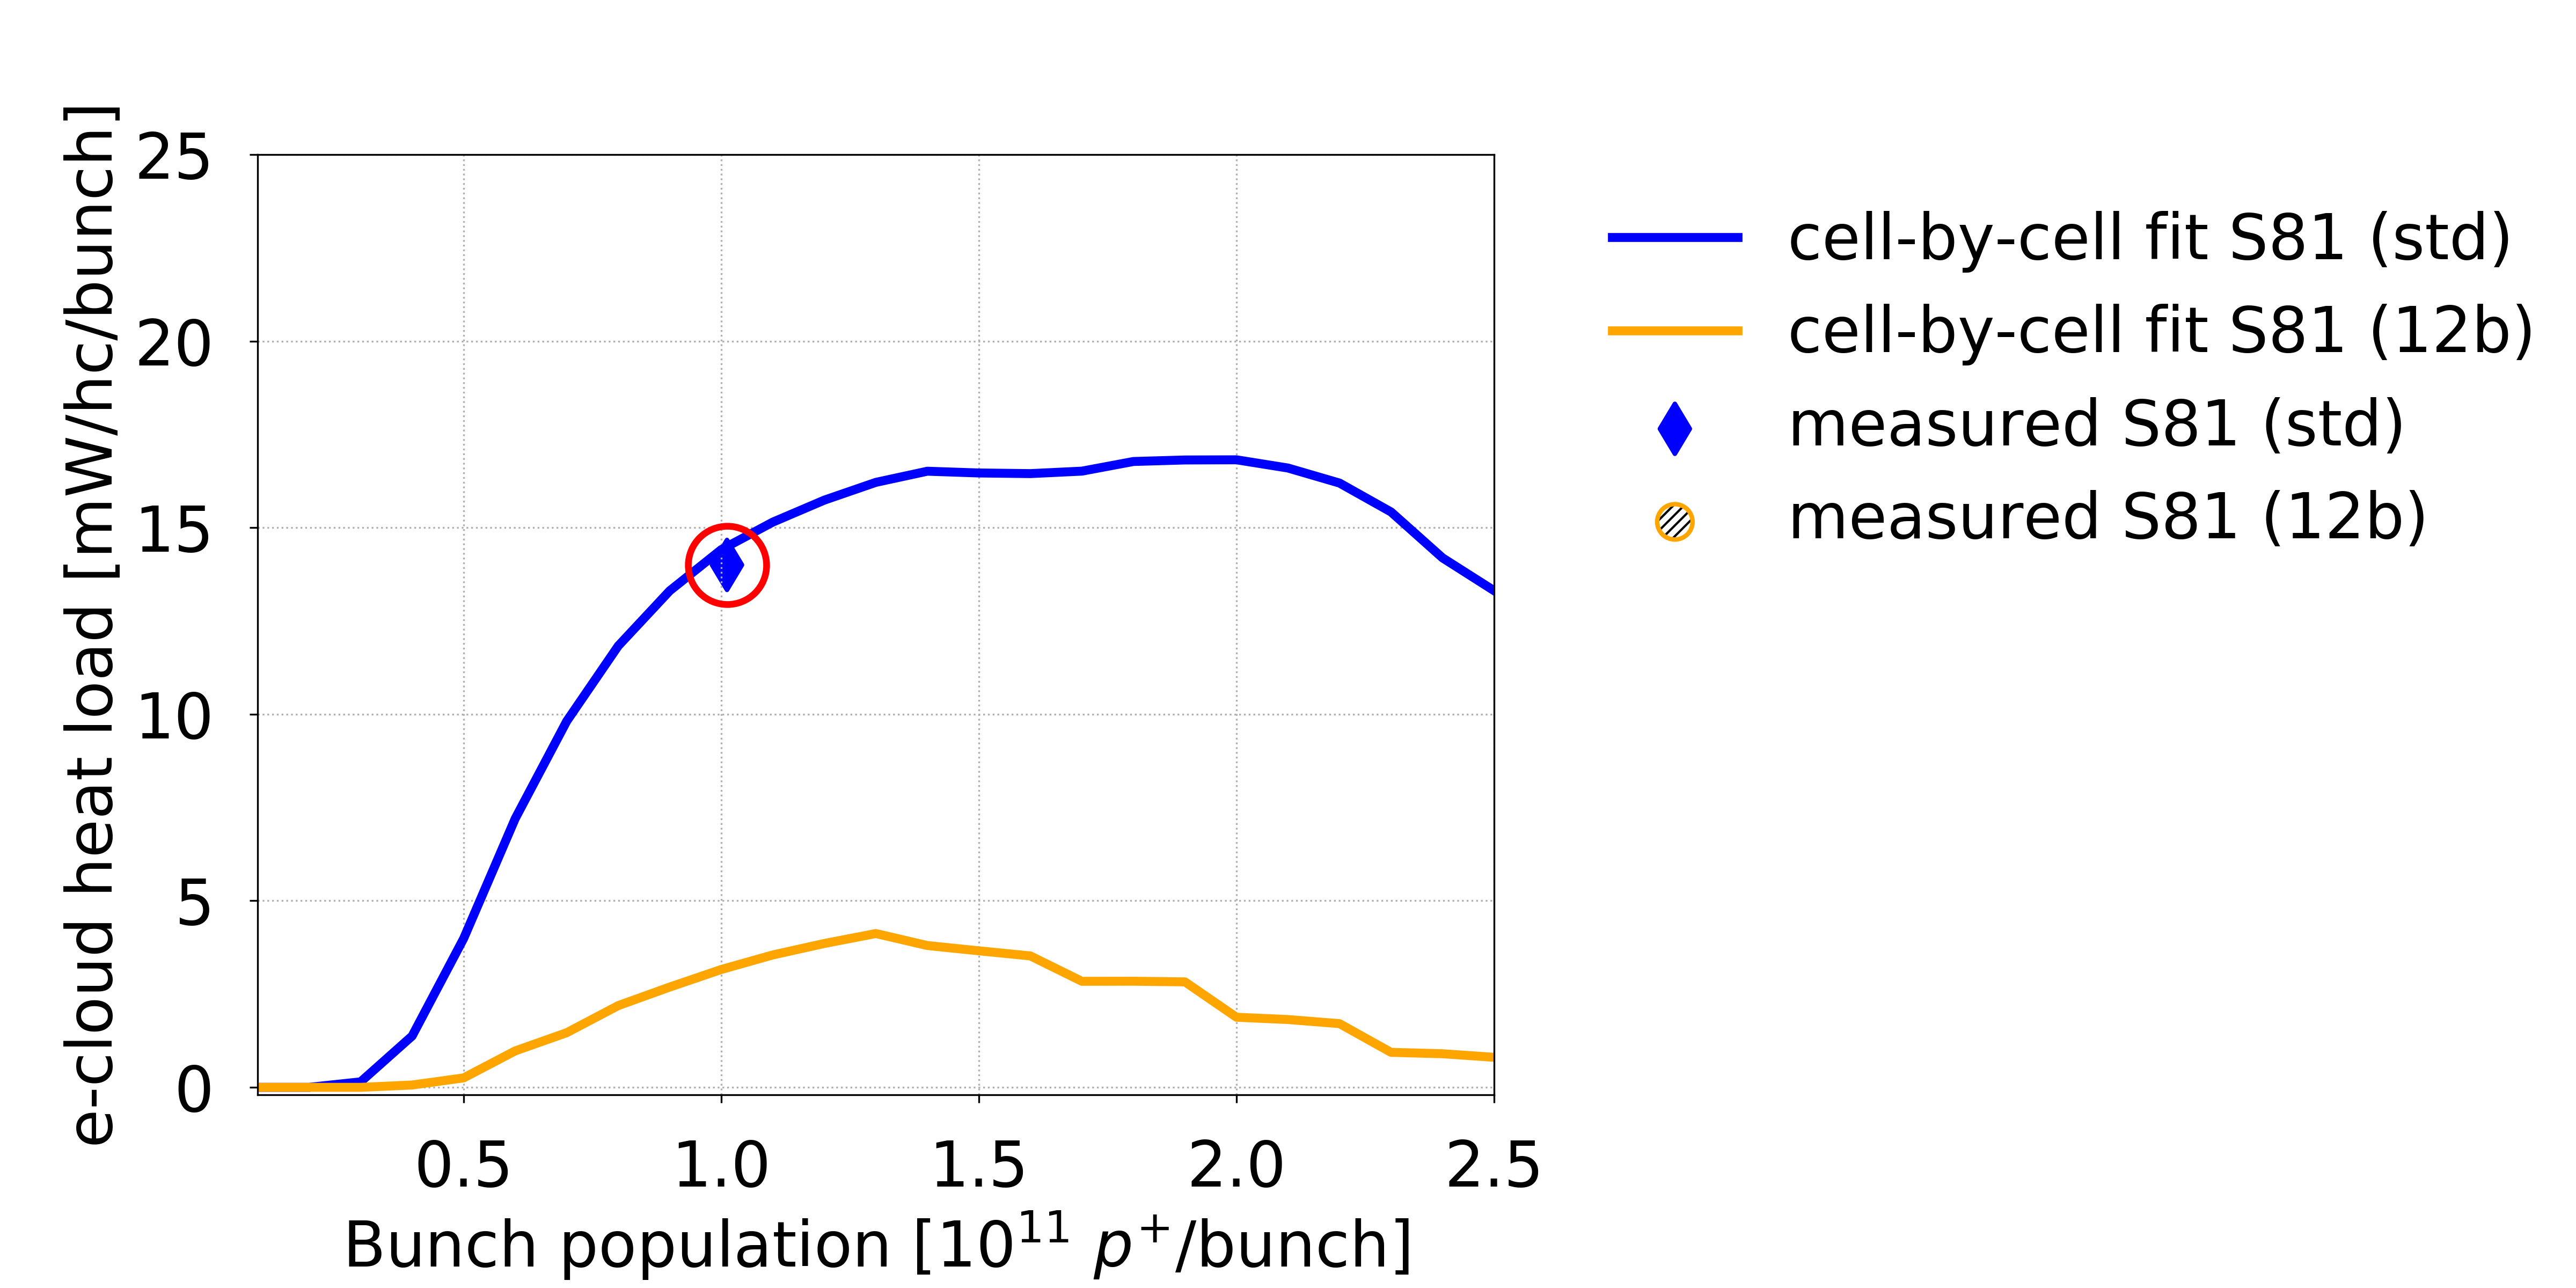 e-cloud heat load [mW/hc/bunch]
25
20
15
10
5
0
0.5 1.0 1.5 2.0 2.5
Bunch population [10¹¹ p⁺/bunch]
cell-by-cell fit S81 (std)
cell-by-cell fit S81 (12b)
measured S81 (std)
measured S81 (12b)